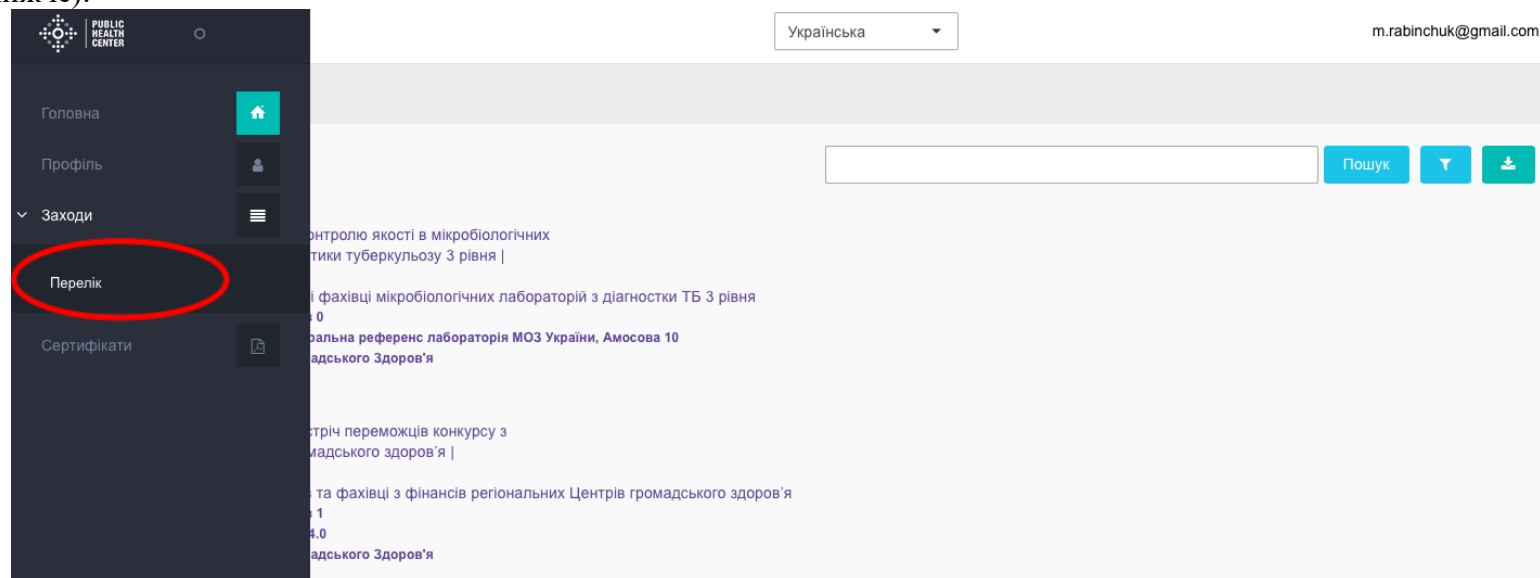 PUBLIC
HEALTH
CENTER
Українська
m.rabinchuk@gmail.com
Головна
Профіль
Пошук
Заходи
онтролю якості в мікробіологічних
тики туберкульозу 3 рівня |
Перелік
і фахівці мікробіологічних лабораторій з діагностки ТБ 3 рівня
0
ральна референс лабораторія МОЗ України, Амосова 10
Сертифікати
адського Здоров'я
стріч переможців конкурсу з
мадського здоров'я |
та фахівці з фінансів регіональних Центрів громадського здоров'я
1
4.0
адського Здоров'я